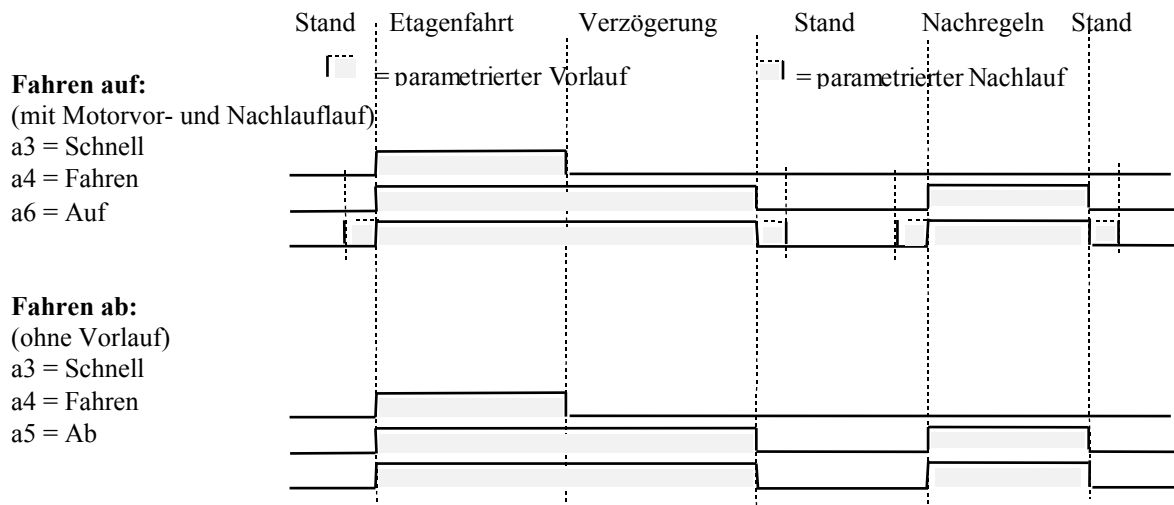 Stand Etagenfahrt Verzögerung Stand Nachregeln Stand
= parametrierter Vorlauf = parametrierter Nachlauf
Fahren auf:
(mit Motorvor- und Nachlauflauf)
a3 = Schnell
a4 = Fahren
a6 = Auf
Fahren ab:
(ohne Vorlauf)
a3 = Schnell
a4 = Fahren
a5 = Ab